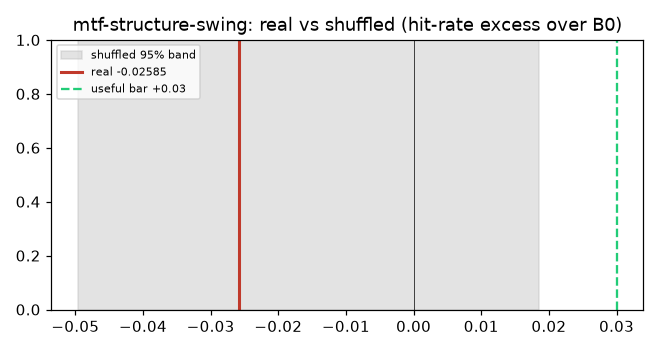 mtf-structure-swing: real vs shuffled (hit-rate excess over B0)
shuffled 95% band
real -0.02585
useful bar +0.03
1.0
0.8
0.6
0.4
0.2
0.0
−0.05 −0.04 −0.03 −0.02 −0.01 0.00 0.01 0.02 0.03